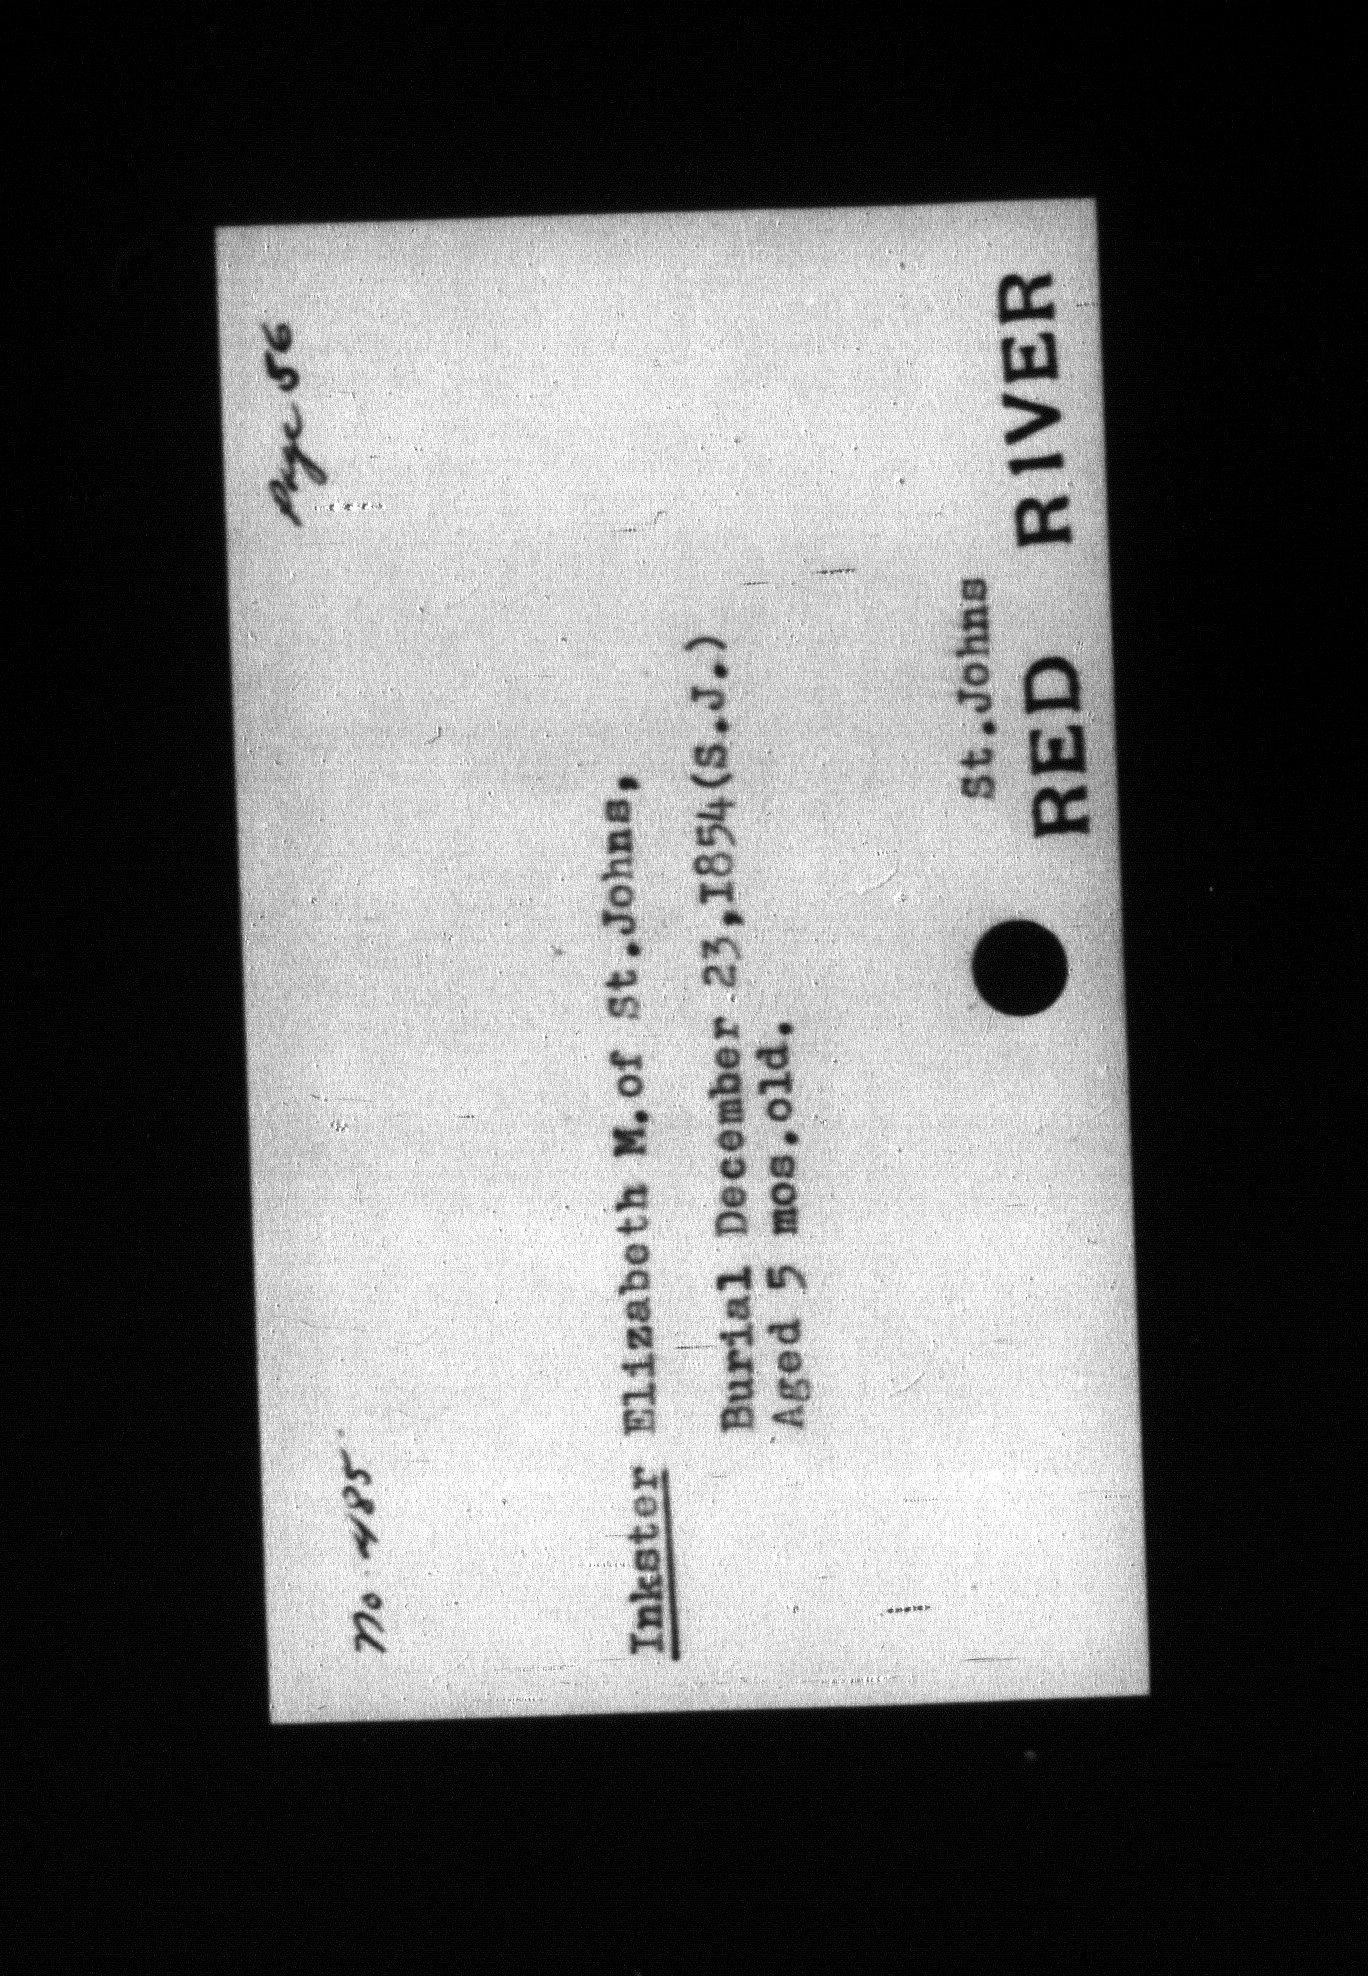 Page 56
No. 485
Inkster Elizabeth M.of St.Johns,
Burial December 23,1854(S.J.)
Aged 5 mos.old.
St.Johns
RED RIVER